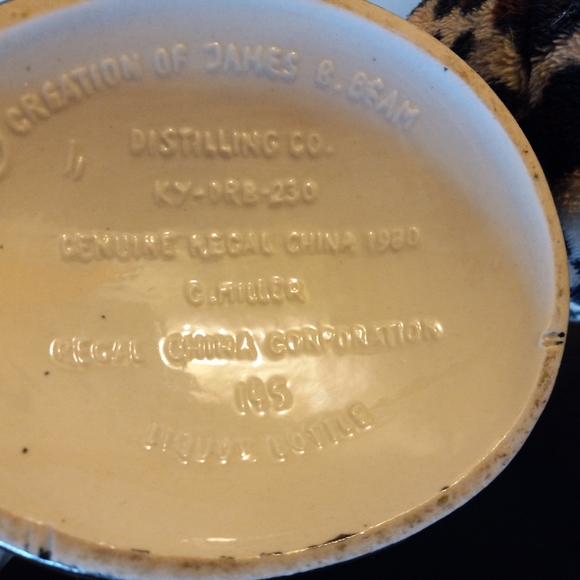 CREATION OF JAMES B. BEAM
DISTILLING CO.
KY-DRB-230
GENUINE REGAL CHINA 1980
C. MILLER
REGAL CHINA CORPORATION
195
LIQUOR BOTTLE